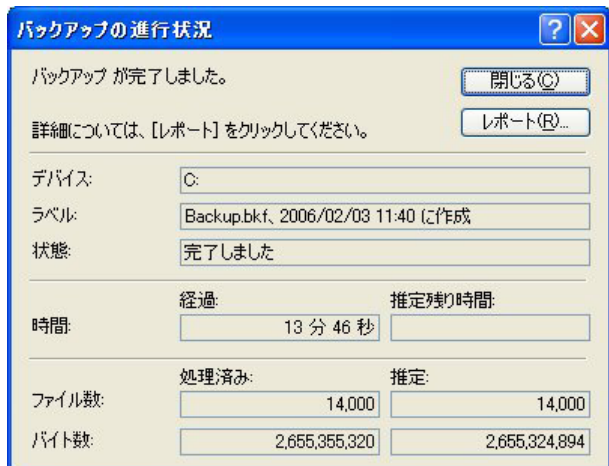 バックアップの進行状況
バックアップ が完了しました。
閉じる(C)
詳細については、[レポート] をクリックしてください。
レポート(R)...
デバイス: C:
ラベル: Backup.bkf、2006/02/03 11:40 に作成
状態: 完了しました
経過: 推定残り時間:
時間: 13 分 46 秒
処理済み: 推定:
ファイル数: 14,000 14,000
バイト数: 2,655,355,320 2,655,324,894